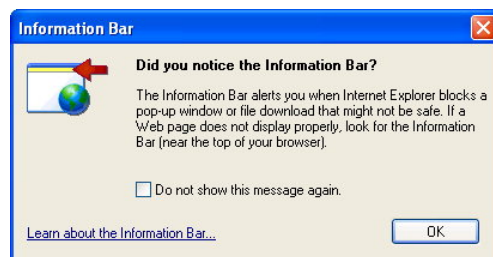 Information Bar
Did you notice the Information Bar?
The Information Bar alerts you when Internet Explorer blocks a
pop-up window or file download that might not be safe. If a
Web page does not display properly, look for the Information
Bar (near the top of your browser).
Do not show this message again.
Learn about the Information Bar...
OK